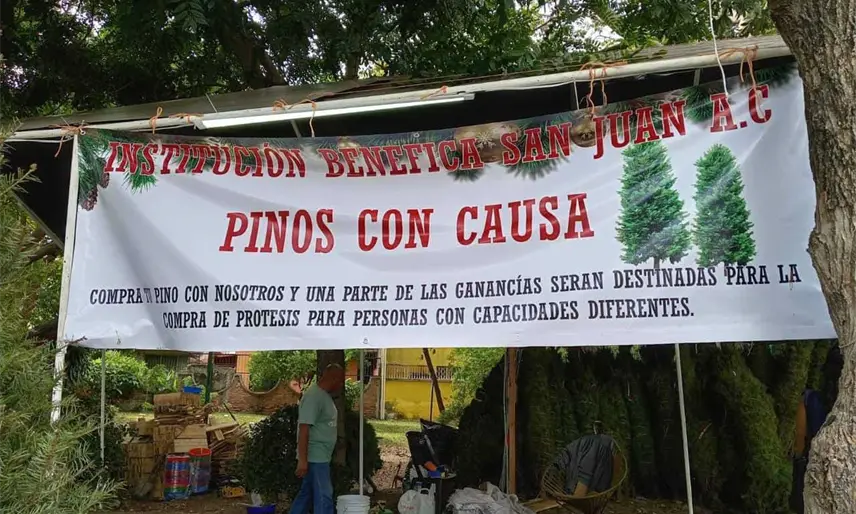 INSTITUCIÓN BENEFICA SAN JUAN A.C
PINOS CON CAUSA
COMPRA TU PINO CON NOSOTROS Y UNA PARTE DE LAS GANANCÍAS SERAN DESTINADAS PARA LA
COMPRA DE PROTESIS PARA PERSONAS CON CAPACIDADES DIFERENTES.